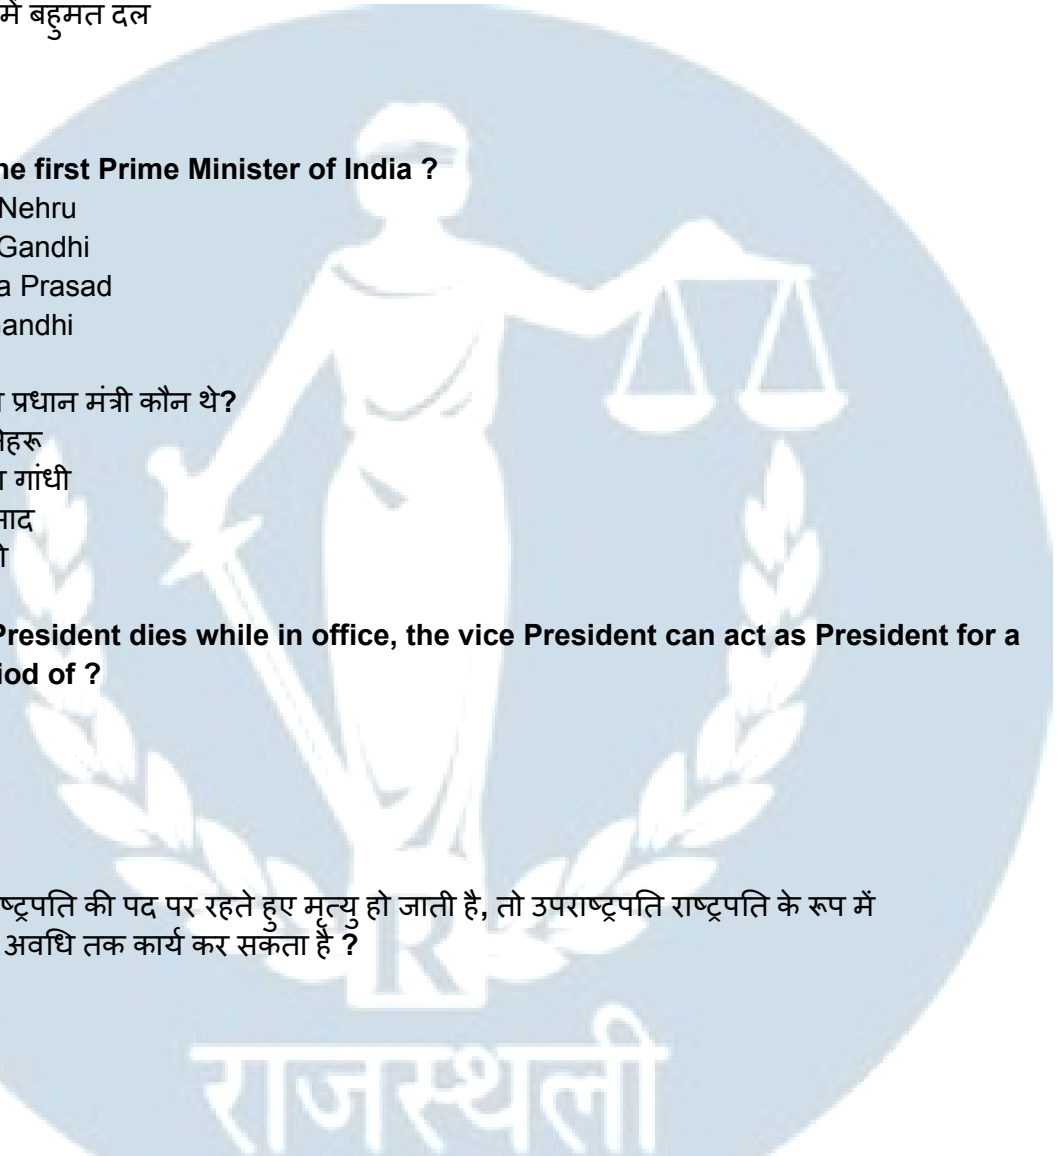 में बहुमत दल
he first Prime Minister of India ?
Nehru
Gandhi
a Prasad
andhi
प्रधान मंत्री कौन थे?
नेहरू
गांधी
साद
President dies while in office, the vice President can act as President for a
iod of ?
ष्ट्रपति की पद पर रहते हुए मृत्यु हो जाती है, तो उपराष्ट्रपति राष्ट्रपति के रूप में
अवधि तक कार्य कर सकता है ?
R
राजस्थली